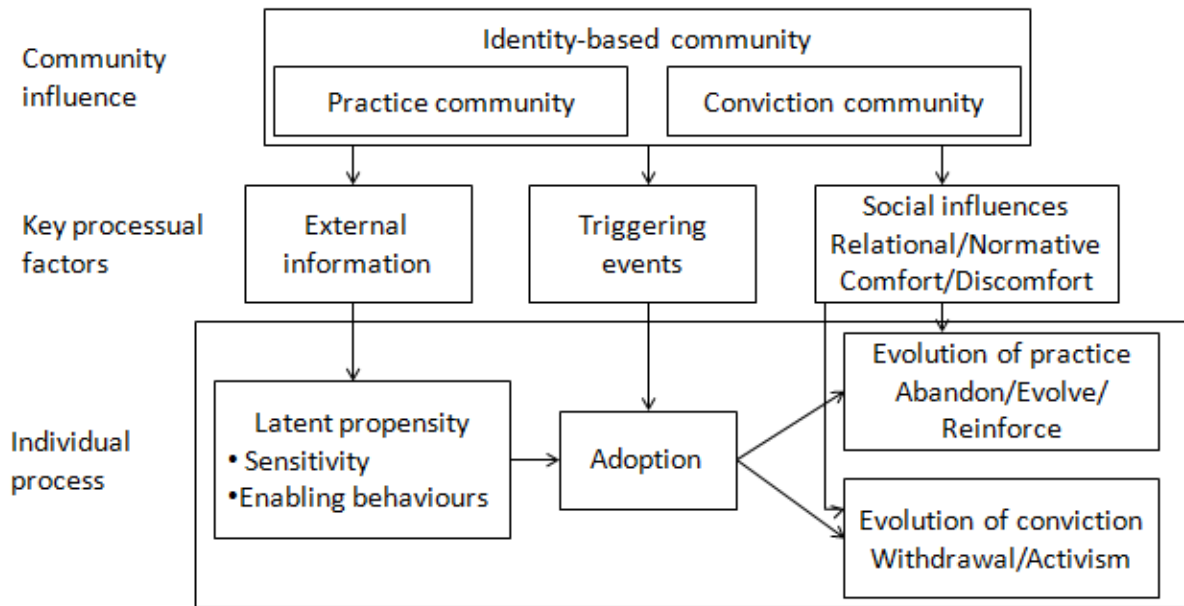 Community
influence
Identity-based community
Practice community
Conviction community
Key processual
factors
External
information
Triggering
events
Social influences
Relational/Normative
Comfort/Discomfort
Individual
process
Latent propensity
• Sensitivity
•Enabling behaviours
Adoption
Evolution of practice
Abandon/Evolve/
Reinforce
Evolution of conviction
Withdrawal/Activism